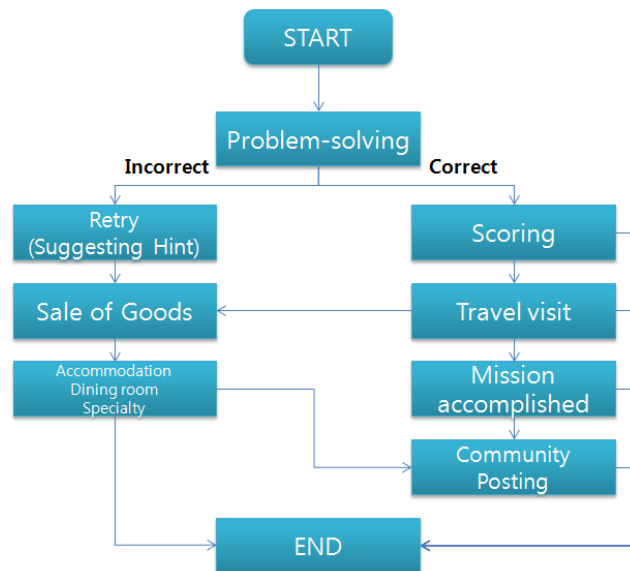 START
Problem-solving
Incorrect
Correct
Retry
(Suggesting Hint)
Scoring
Sale of Goods
Travel visit
Accommodation
Dining room
Specialty
Mission
accomplished
Community
Posting
END